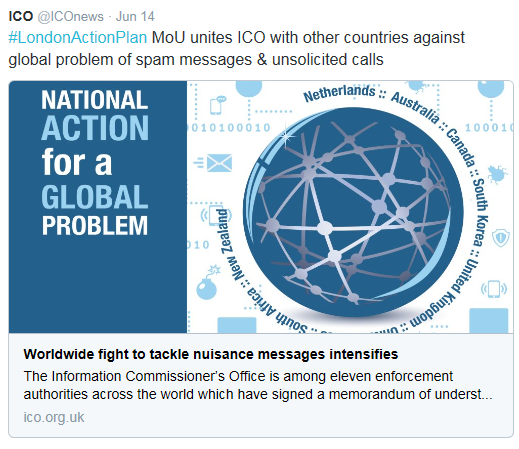 ICO @ICOnews · Jun 14
#LondonActionPlan MoU unites ICO with other countries against
global problem of spam messages & unsolicited calls
NATIONAL
ACTION
for a
GLOBAL
PROBLEM
Netherlands :: Australia :: Canada :: South Korea :: United Kingdom ::
South Africa :: New Zealand
0010100010
10001
10
Worldwide fight to tackle nuisance messages intensifies
The Information Commissioner's Office is among eleven enforcement
authorities across the world which have signed a memorandum of underst...
ico.org.uk